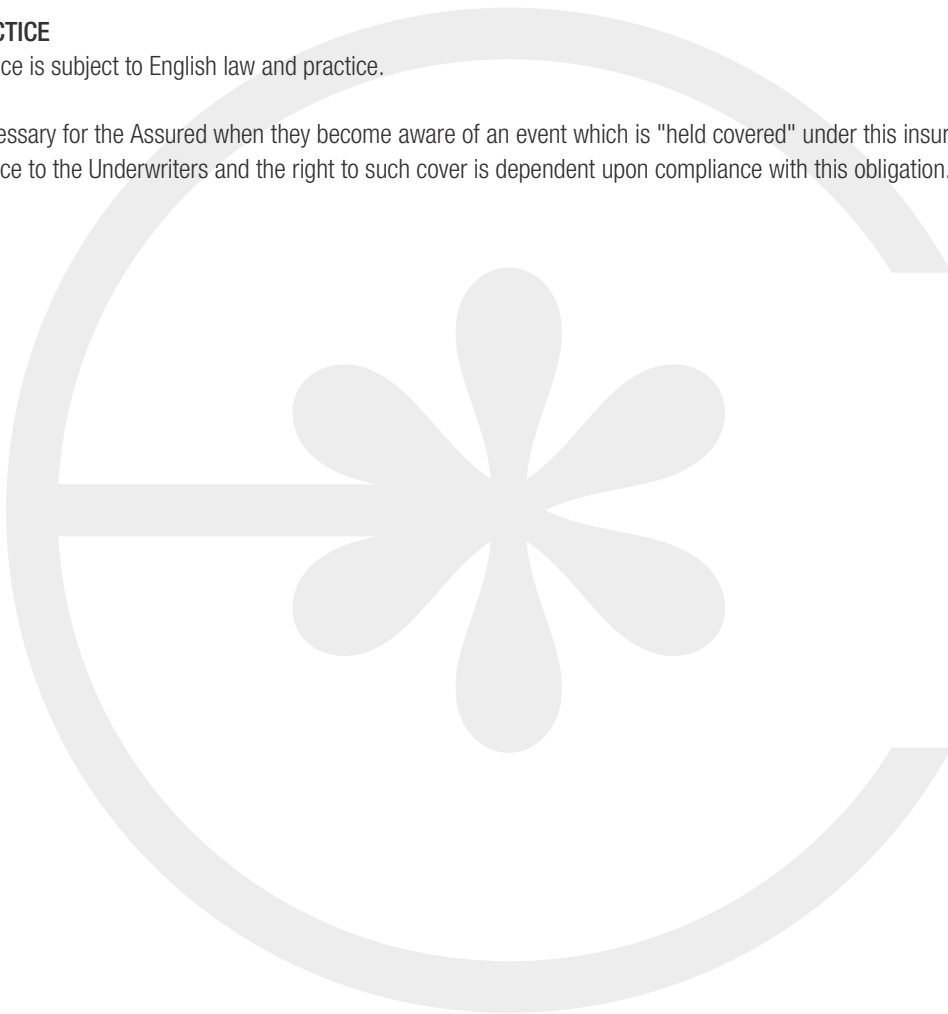 CTICE
ce is subject to English law and practice.
essary for the Assured when they become aware of an event which is "held covered" under this insur
ce to the Underwriters and the right to such cover is dependent upon compliance with this obligation.